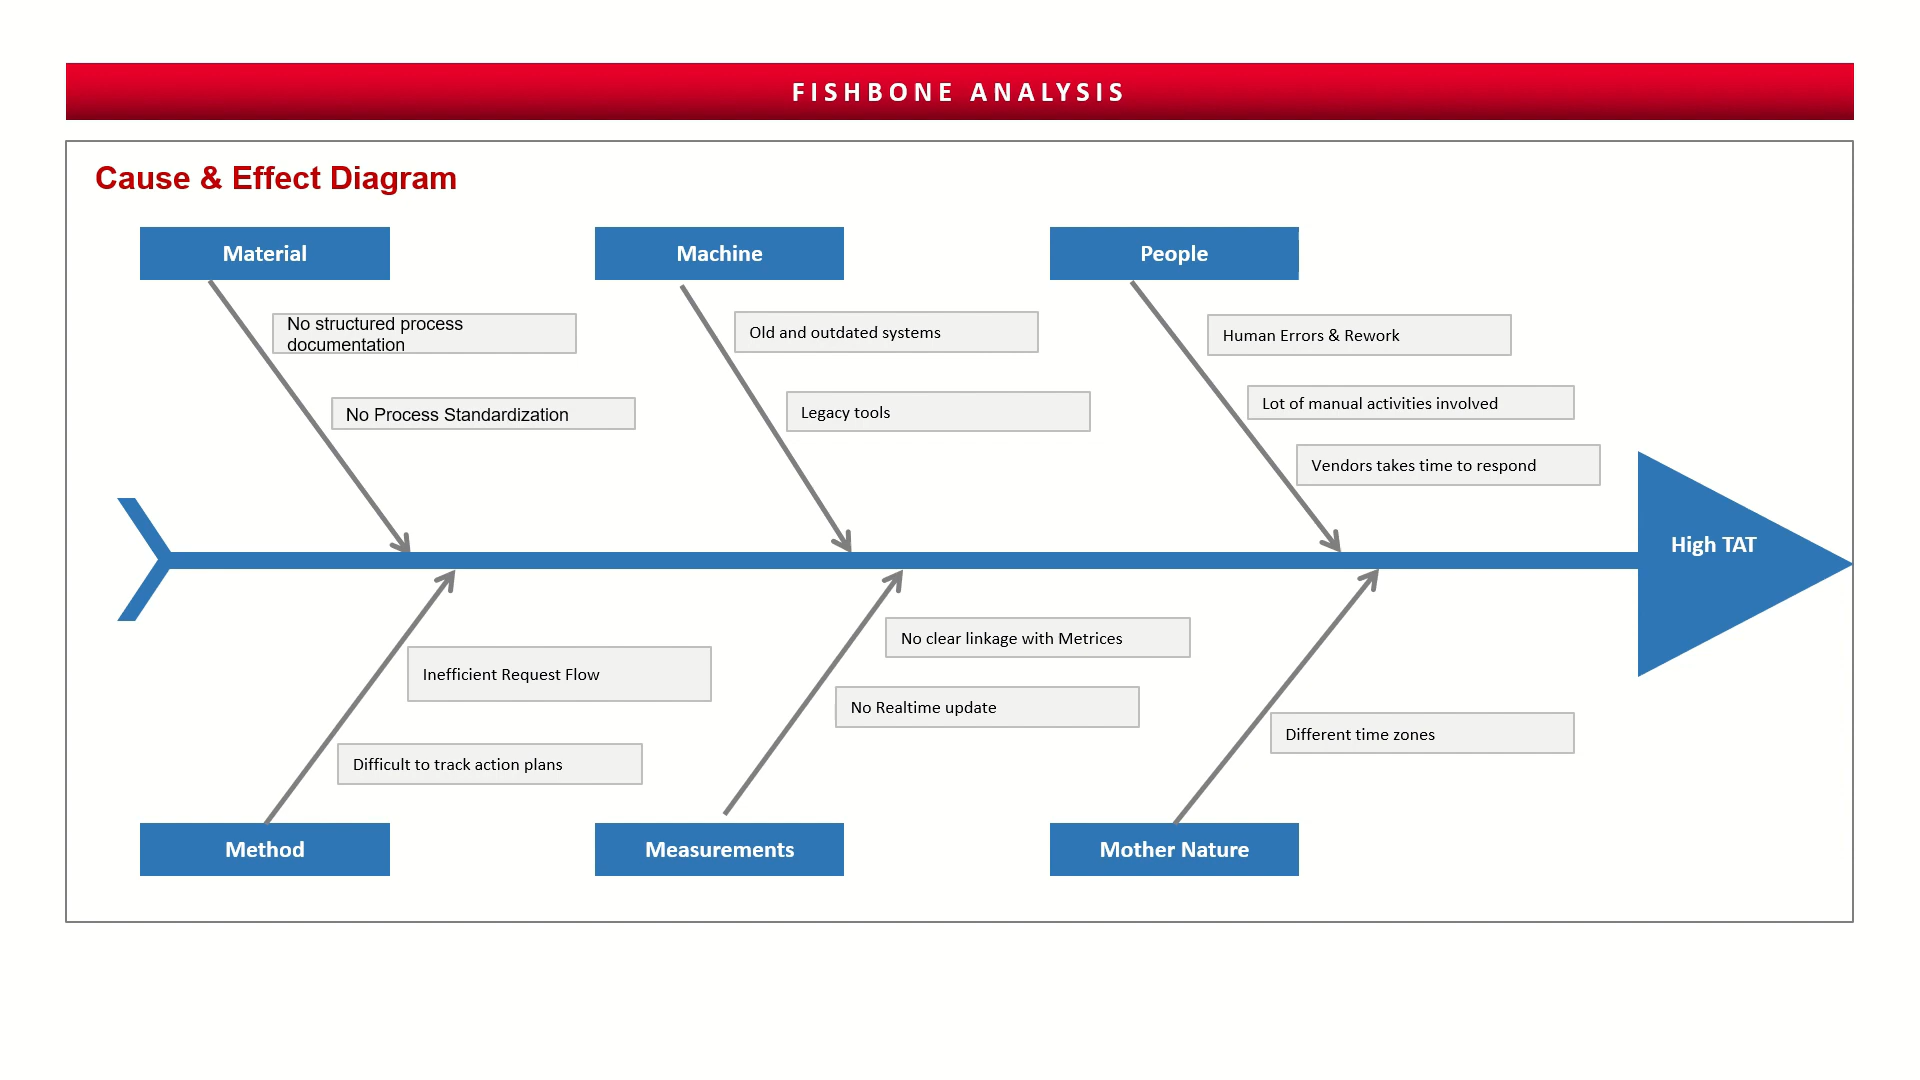 FISHBONE ANALYSIS
Cause & Effect Diagram
Material
Machine
People
No structured process
documentation
No Process Standardization
Old and outdated systems
Legacy tools
Human Errors & Rework
Lot of manual activities involved
Vendors takes time to respond
High TAT
Inefficient Request Flow
Difficult to track action plans
No clear linkage with Metrices
No Realtime update
Different time zones
Method
Measurements
Mother Nature